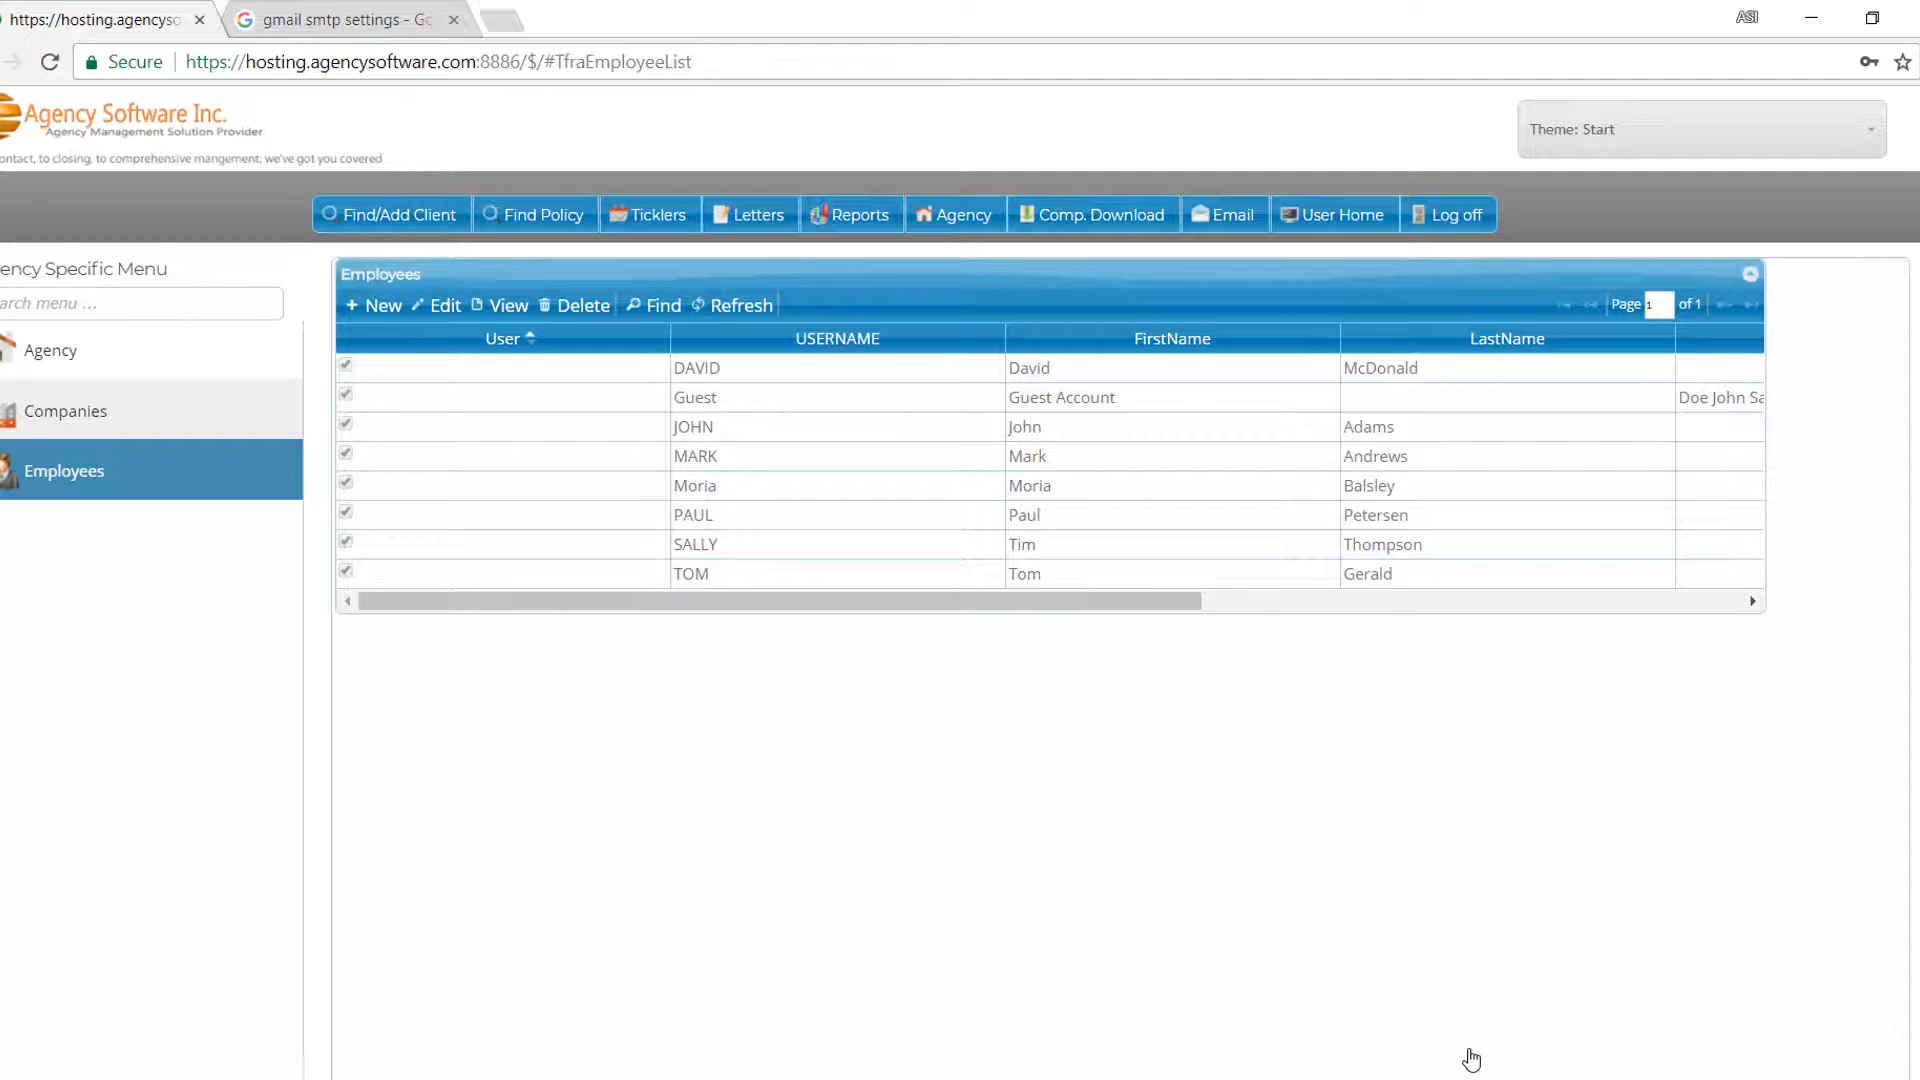 https://hosting.agencyso
gmail smtp settings - Go
ASI
Secure
https://hosting.agencysoftware.com:8886/$/#TfraEmployeeList
Agency Software Inc.
Agency Management Solution Provider
ontact, to closing, to comprehensive mangement; we've got you covered
Theme: Start
Find/Add Client
Find Policy
Ticklers
Letters
Reports
Agency
Comp. Download
Email
User Home
Log off
ency Specific Menu
arch menu ...
Agency
Companies
Employees
Employees
New Edit View Delete Find Refresh
Page 1 of 1
User USERNAME FirstName LastName
DAVID David McDonald
Guest Guest Account Doe John Sa
JOHN John Adams
MARK Mark Andrews
Moria Moria Balsley
PAUL Paul Petersen
SALLY Tim Thompson
TOM Tom Gerald